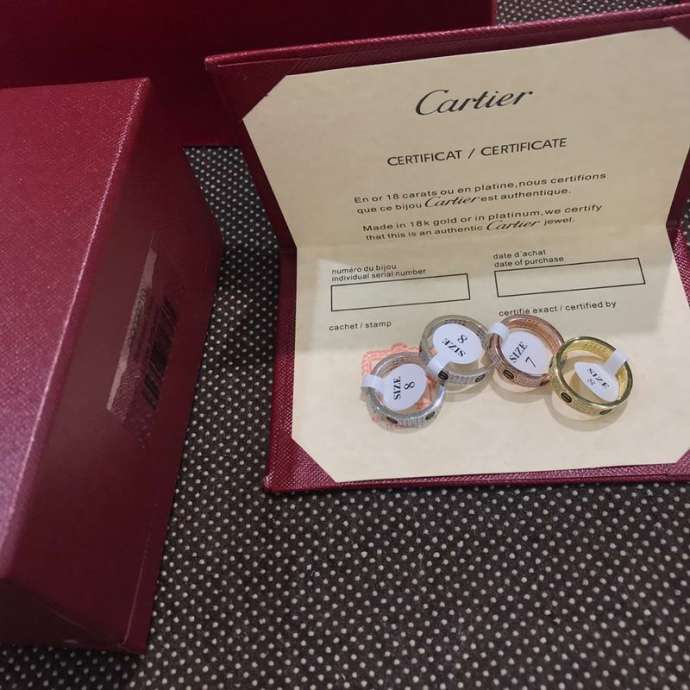 Cartier
CERTIFICAT / CERTIFICATE
En or 18 carats ou en platine, nous certifions
que ce bijou Cartier est authentique.
Made in 18k gold or in platinum, we certify
that this is an authentic Cartier jewel.
numéro du bijou
individual serial number
date d'achat
date of purchase
cachet / stamp
certifié exact / certified by
SIZE
8
SIZE
8
SIZE
7
SIZE
8